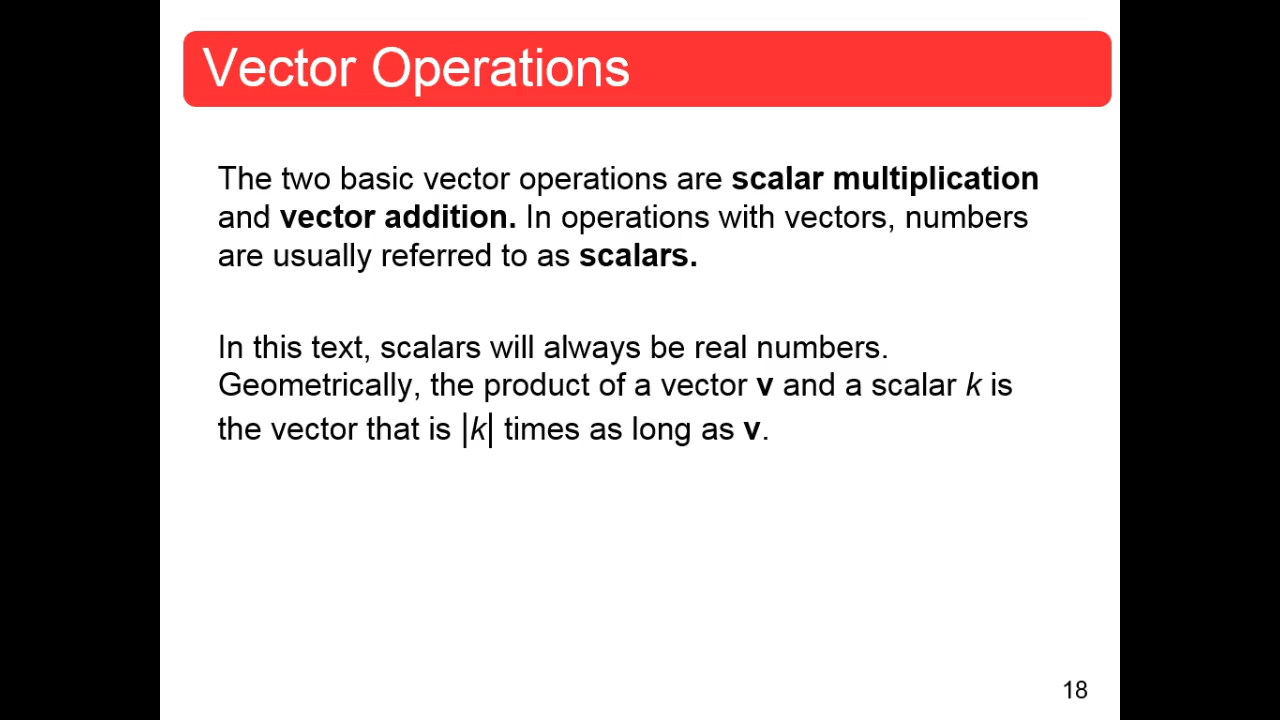 Vector Operations
The two basic vector operations are scalar multiplication
and vector addition. In operations with vectors, numbers
are usually referred to as scalars.
In this text, scalars will always be real numbers.
Geometrically, the product of a vector v and a scalar k is
the vector that is |k| times as long as v.
18